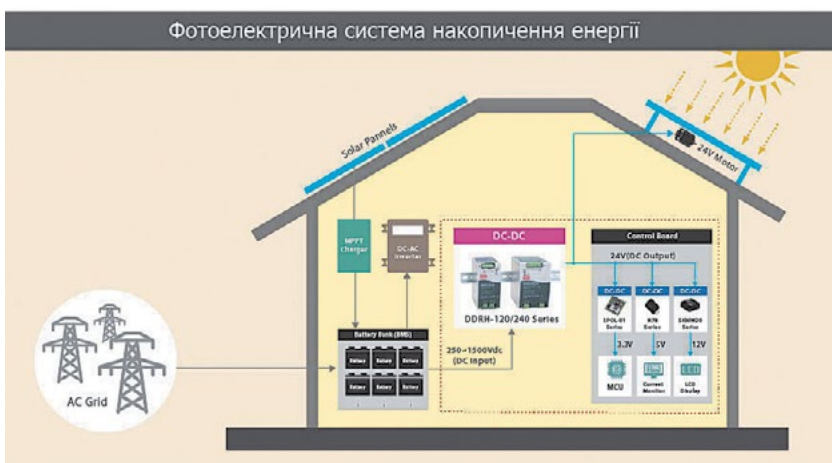 Фотоелектрична система накопичення енергії
Solar Pannels
24V Motor
MPPT
Charger
DC-AC
Inverter
DC-DC
DDRH-120/240 Series
Control Board
24V(DC Output)
DC-DC
DC-DC
DC-DC
Series
K78
Series
Series
3.3V
5V
12V
MCU
Current
Monitor
LCD
Display
Battery Bank (BMS)
Battery
Battery
Battery
Battery
Battery
Battery
250~1500Vdc
(DC Input)
AC Grid